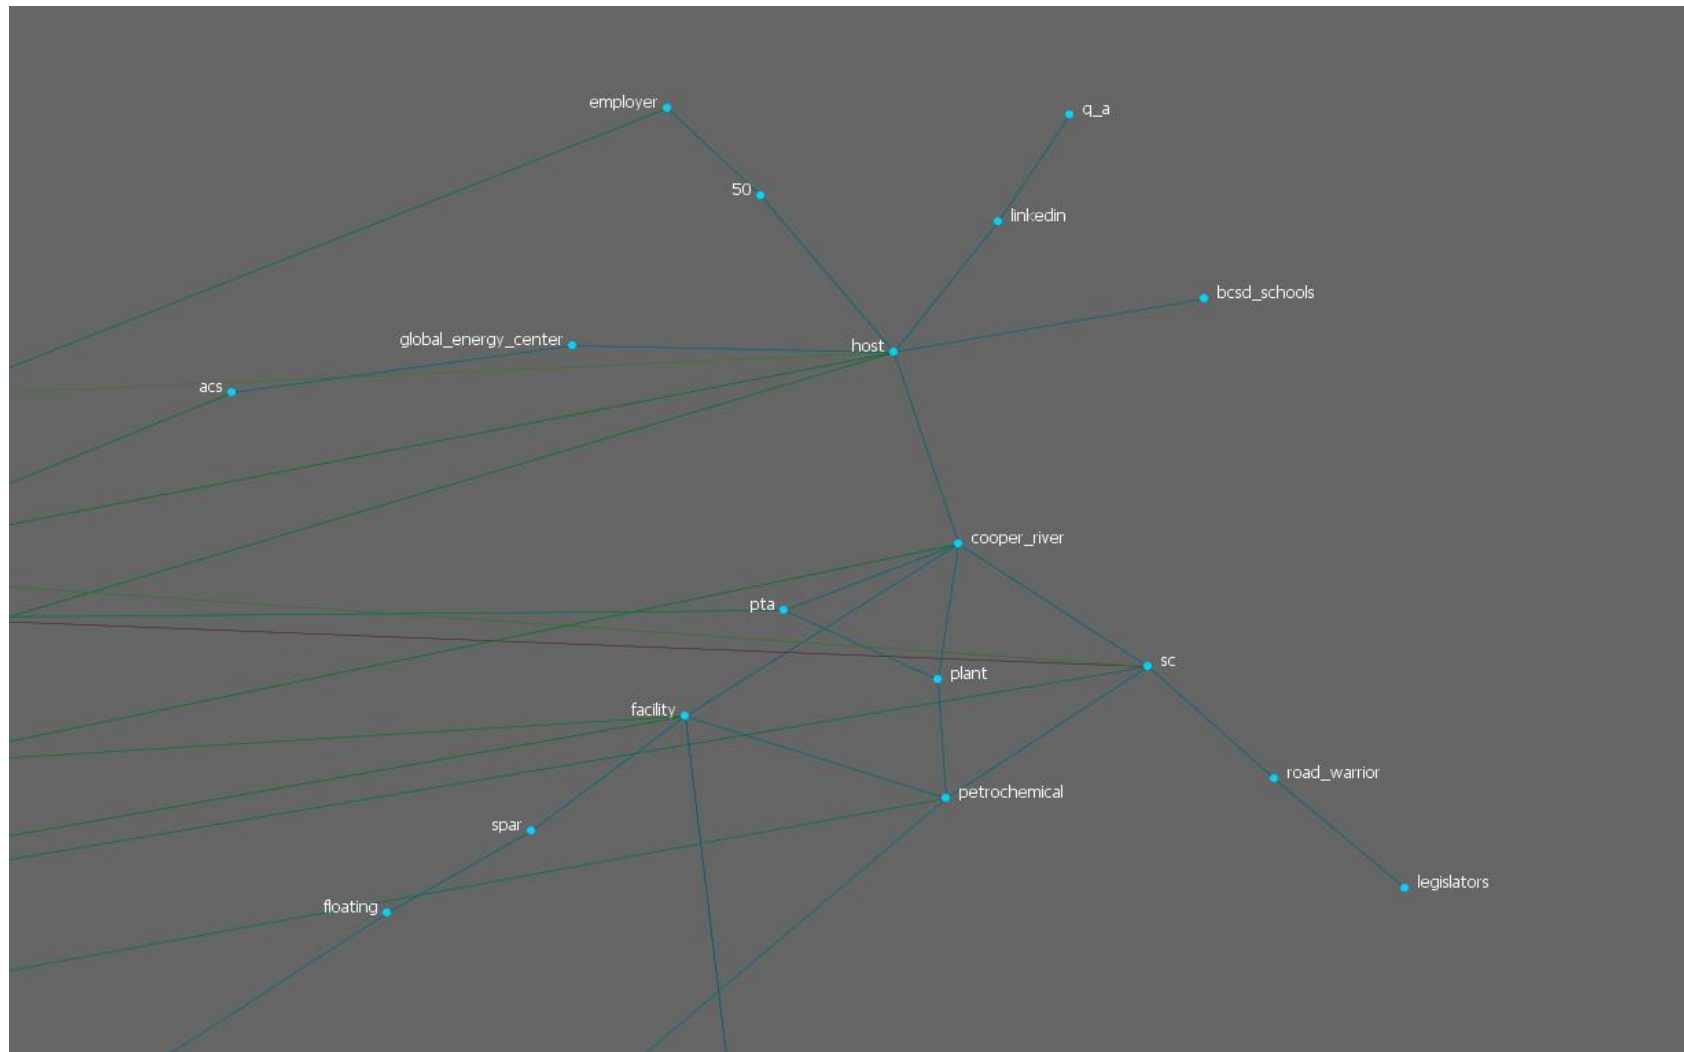 employer
q_a
50
linkedin
bcsd_schools
global_energy_center
host
acs
cooper_river
pta
sc
plant
facility
road_warrior
petrochemical
spar
legislators
floating